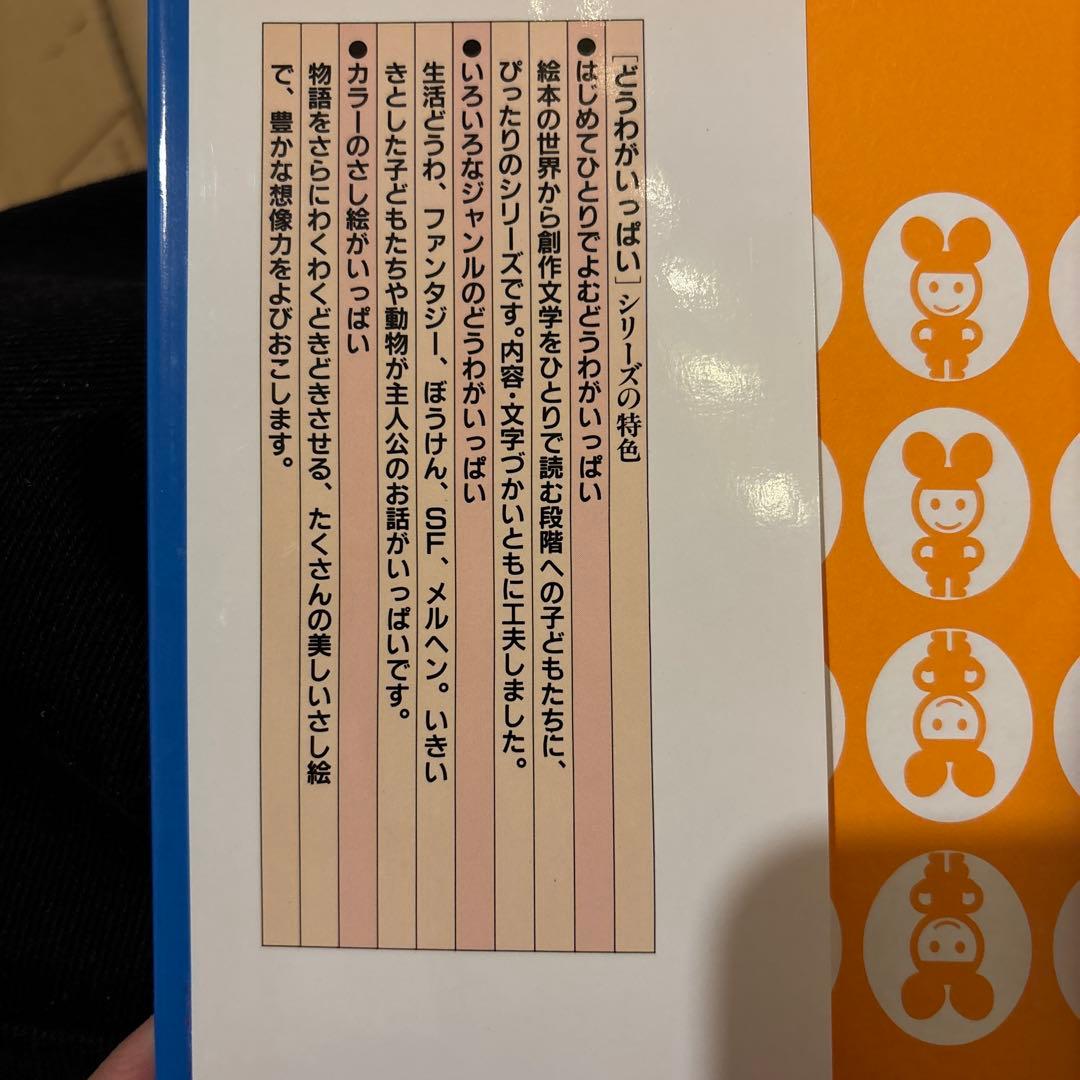 ［どうわがいっぱい］シリーズの特色
●はじめてひとりでよむどうわがいっぱい
絵本の世界から創作文学をひとりで読む段階への子どもたちに、
ぴったりのシリーズです。内容・文字づかいともに工夫しました。
●いろいろなジャンルのどうわがいっぱい
生活どうわ、ファンタジー、ぼうけん、SF、メルヘン。いきい
きとした子どもたちや動物が主人公のお話がいっぱいです。
●カラーのさし絵がいっぱい
物語をさらにわくわくどきどきさせる、たくさんの美しいさし絵
で、豊かな想像力をよびおこします。